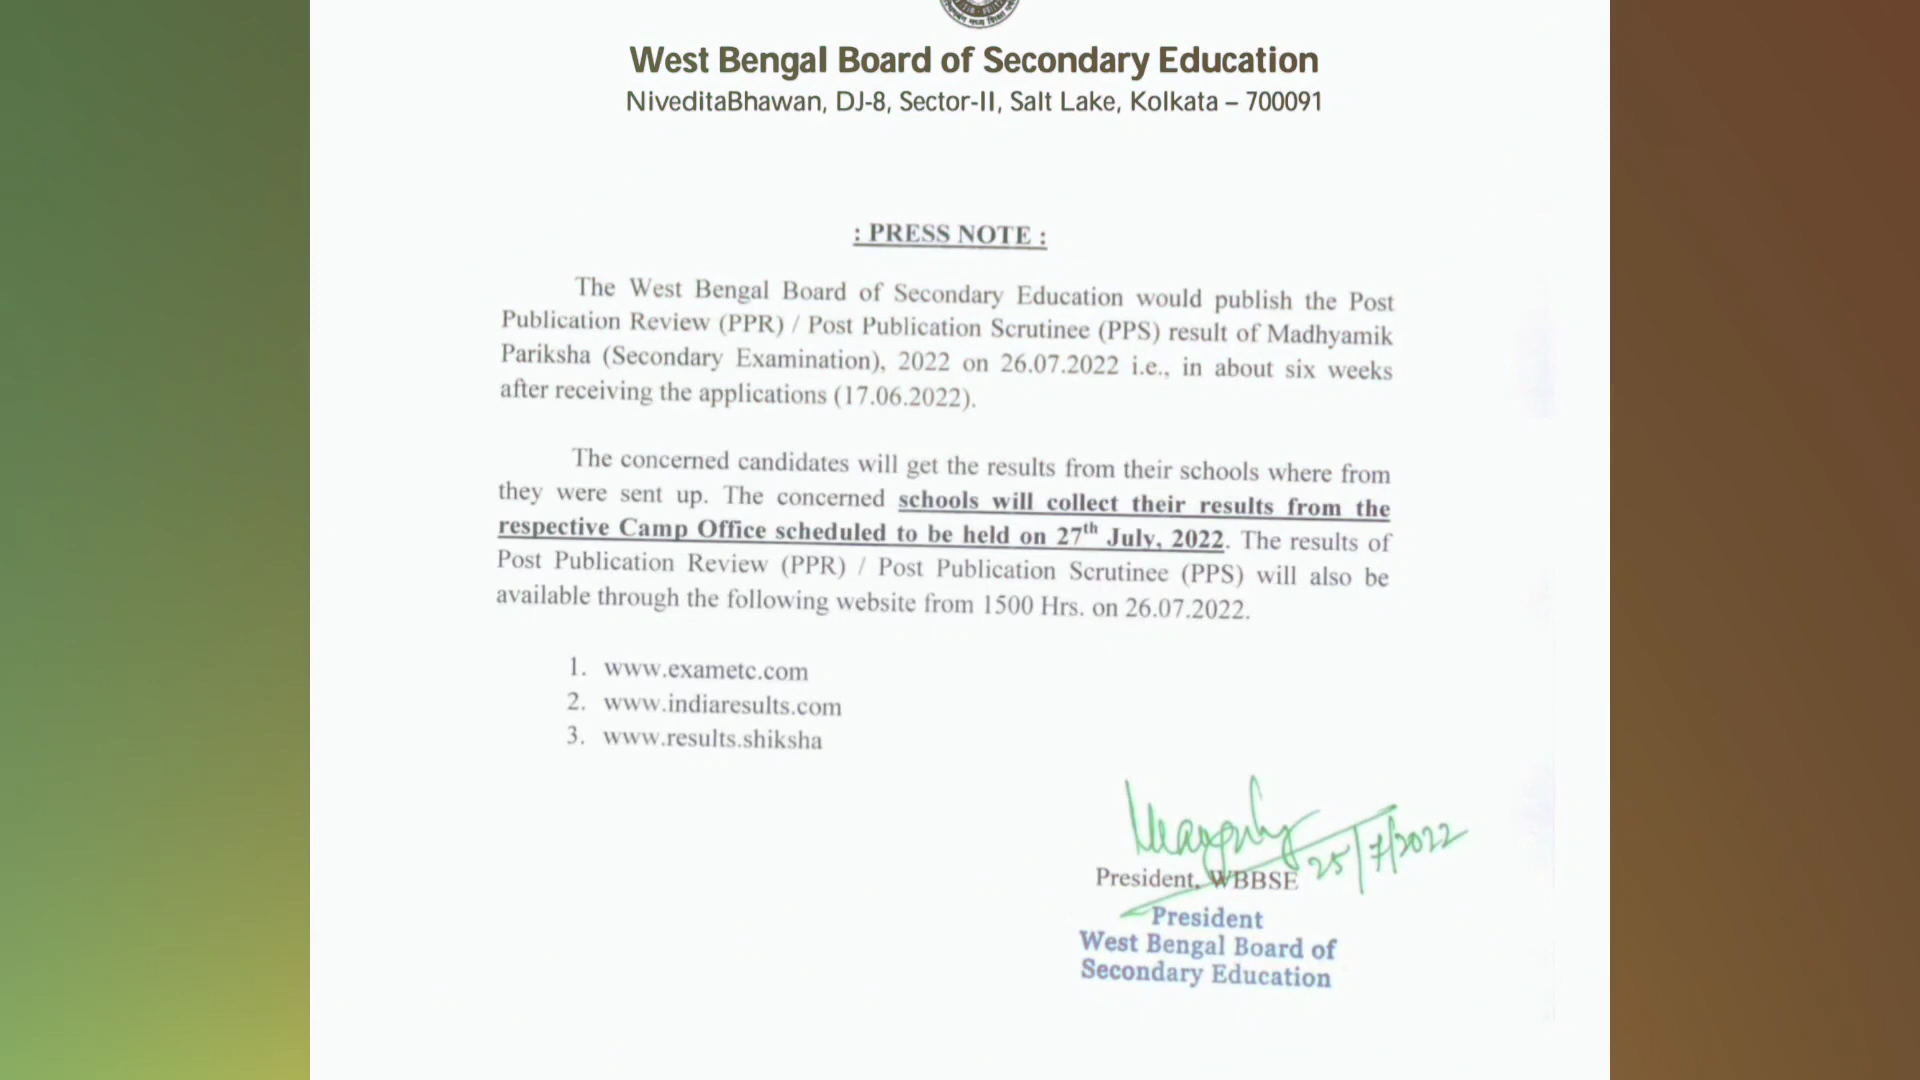 West Bengal Board of Secondary Education
NiveditaBhawan, DJ-8, Sector-II, Salt Lake, Kolkata – 700091
: PRESS NOTE :
The West Bengal Board of Secondary Education would publish the Post
Publication Review (PPR) / Post Publication Scrutinee (PPS) result of Madhyamik
Pariksha (Secondary Examination), 2022 on 26.07.2022 i.e., in about six weeks
after receiving the applications (17.06.2022).
The concerned candidates will get the results from their schools where from
they were sent up. The concerned schools will collect their results from the
respective Camp Office scheduled to be held on 27th July, 2022. The results of
Post Publication Review (PPR) / Post Publication Scrutinee (PPS) will also be
available through the following website from 1500 Hrs. on 26.07.2022.
1. www.exametc.com
2. www.indiaresults.com
3. www.results.shiksha
25/7/2022
President, WBBSE
President
West Bengal Board of
Secondary Education